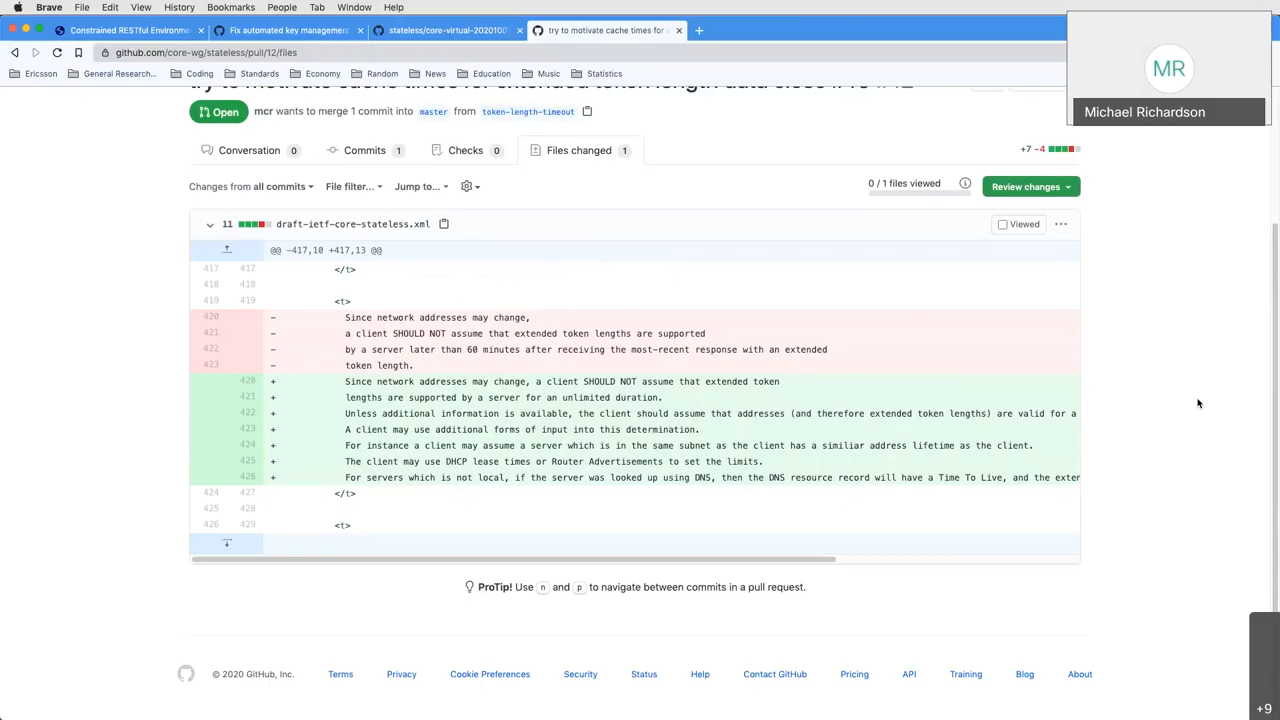 Brave File Edit View History Bookmarks People Tab Window Help
Constrained RESTful Environm
Fix automated key management
stateless/core-virtual-2020100
try to motivate cache times for
github.com/core-wg/stateless/pull/12/files
Ericsson General Research... Coding Standards Economy Random News Education Music Statistics
MR
Michael Richardson
try to motivate cache times for extended token length data
Open mcr wants to merge 1 commit into master from token-length-timeout
Conversation 0 Commits 1 Checks 0 Files changed 1 +7 −4
Changes from all commits File filter... Jump to... 0 / 1 files viewed Review changes
11 draft-ietf-core-stateless.xml Viewed
@@ -417,10 +417,13 @@
417 417 </t>
418 418
419 419 <t>
420 - Since network addresses may change,
421 - a client SHOULD NOT assume that extended token lengths are supported
422 - by a server later than 60 minutes after receiving the most-recent response with an extended
423 - token length.
420 + Since network addresses may change, a client SHOULD NOT assume that extended token
421 + lengths are supported by a server for an unlimited duration.
422 + Unless additional information is available, the client should assume that addresses (and therefore extended token lengths) are valid for a
423 + A client may use additional forms of input into this determination.
424 + For instance a client may assume a server which is in the same subnet as the client has a similiar address lifetime as the client.
425 + The client may use DHCP lease times or Router Advertisements to set the limits.
426 + For servers which is not local, if the server was looked up using DNS, then the DNS resource record will have a Time To Live, and the exten
424 427 </t>
425 428
426 429 <t>
ProTip! Use n and p to navigate between commits in a pull request.
© 2020 GitHub, Inc. Terms Privacy Cookie Preferences Security Status Help Contact GitHub Pricing API Training Blog About
+9